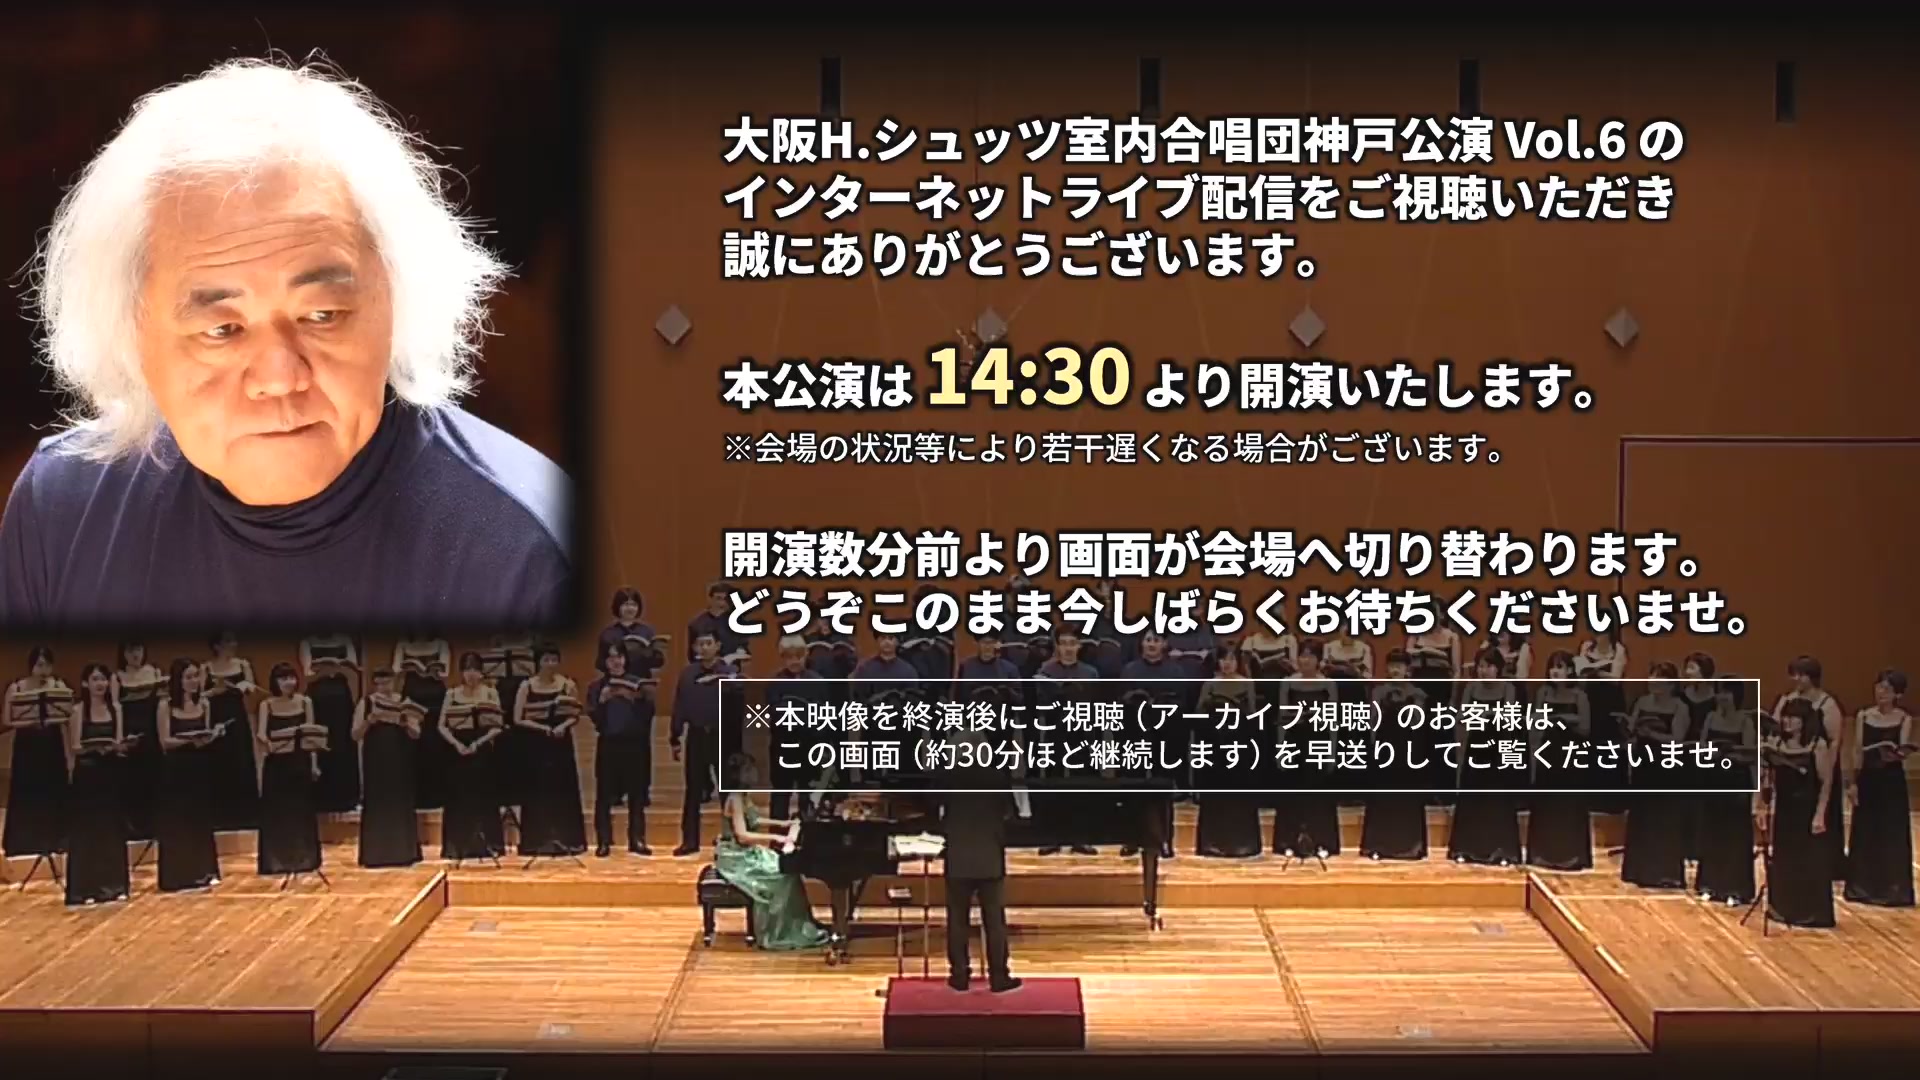 大阪H.シュッツ室内合唱団神戸公演 Vol.6 の
インターネットライブ配信をご視聴いただき
誠にありがとうございます。
本公演は 14:30 より開演いたします。
※会場の状況等により若干遅くなる場合がございます。
開演数分前より画面が会場へ切り替わります。
どうぞこのまま今しばらくお待ちくださいませ。
※本映像を終演後にご視聴（アーカイブ視聴）のお客様は、
この画面（約30分ほど継続します）を早送りしてご覧くださいませ。